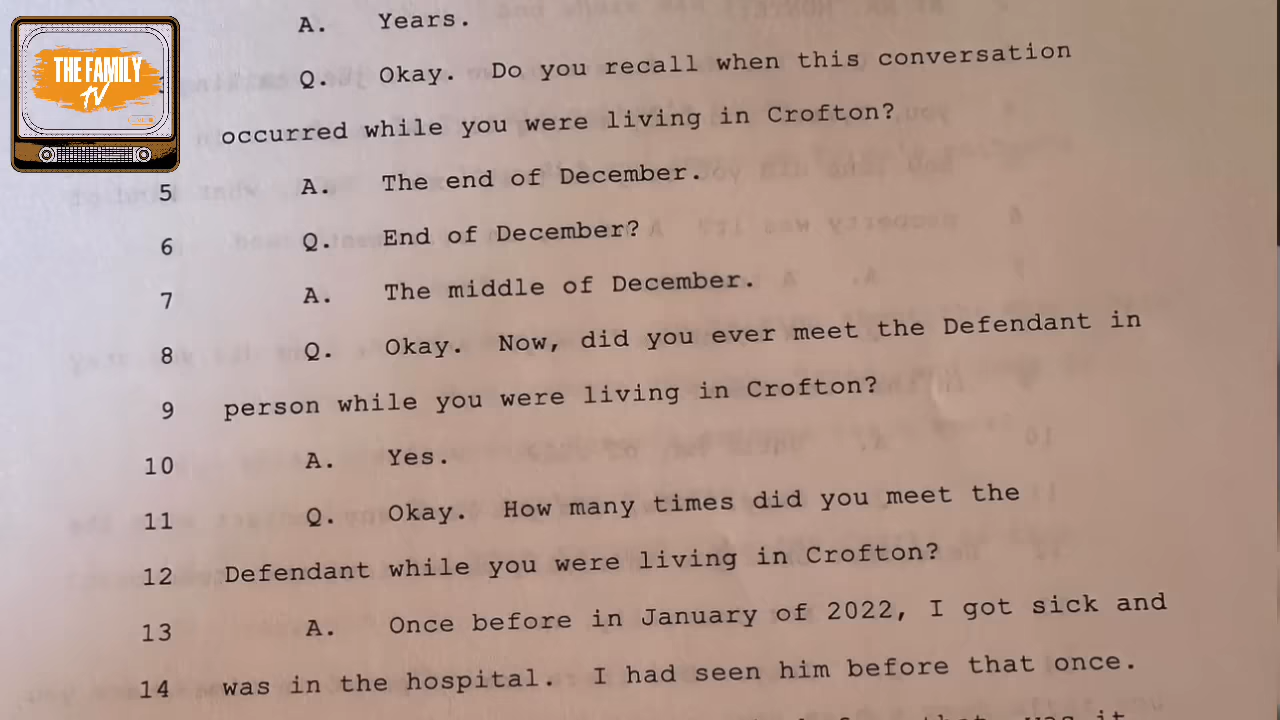 THE FAMILY
TV
A. Years.
Q. Okay. Do you recall when this conversation
occurred while you were living in Crofton?
5 A. The end of December.
6 Q. End of December?
7 A. The middle of December.
8 Q. Okay. Now, did you ever meet the Defendant in
9 person while you were living in Crofton?
10 A. Yes.
11 Q. Okay. How many times did you meet the
12 Defendant while you were living in Crofton?
13 A. Once before in January of 2022, I got sick and
14 was in the hospital. I had seen him before that once.